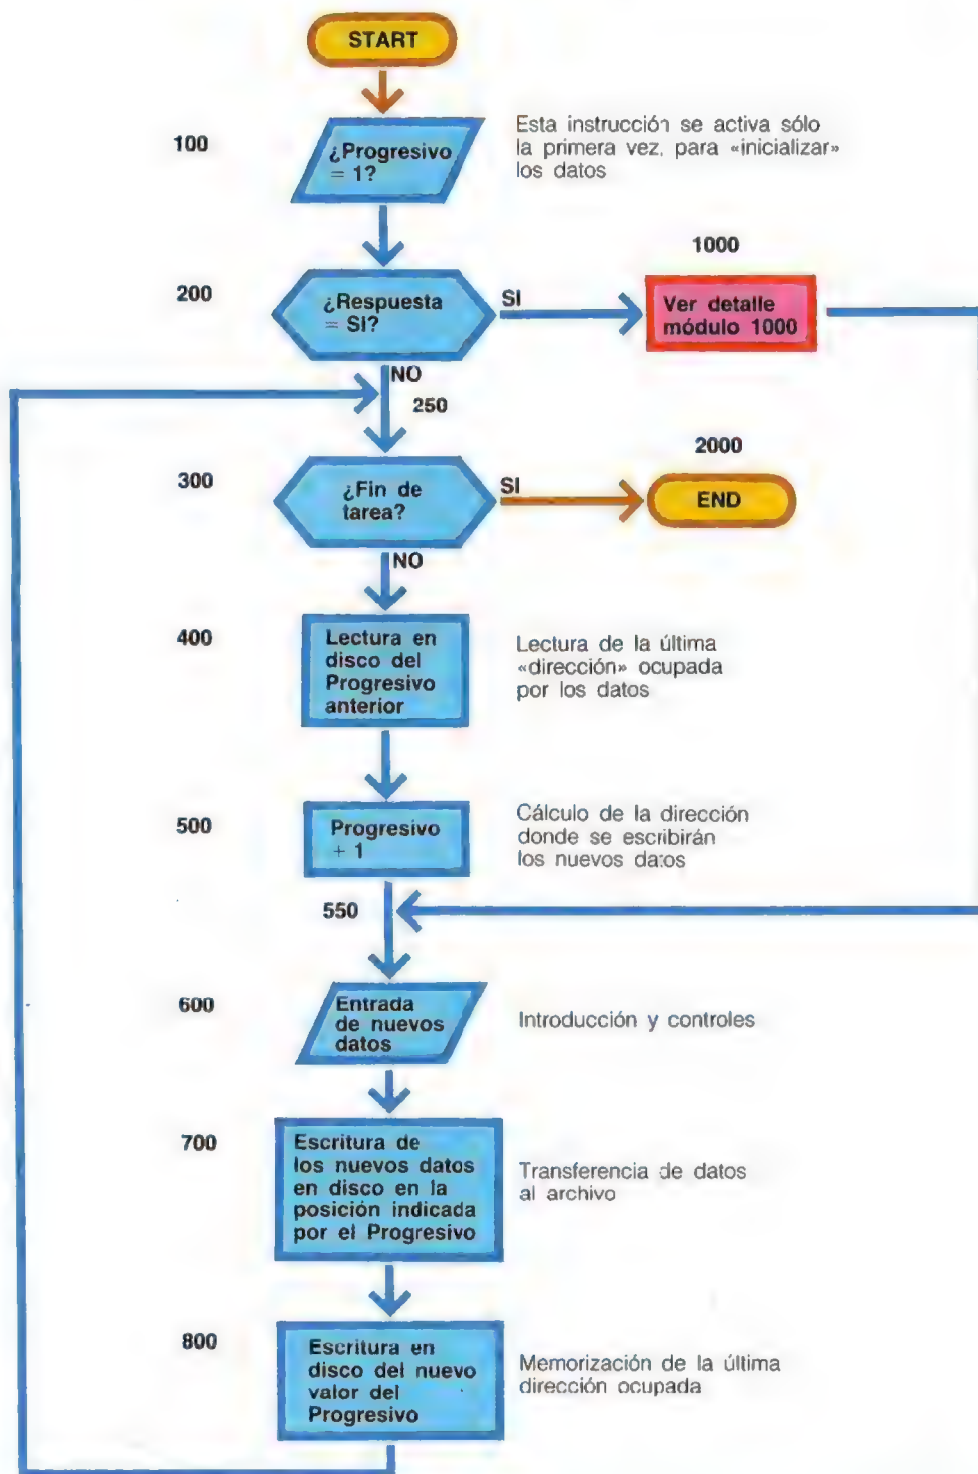 START
100
¿Progresivo
= 1?
Esta instrucción se activa sólo
la primera vez, para «inicializar»
los datos
200
¿Respuesta
= SI?
SI
1000
Ver detalle
módulo 1000
NO
250
300
¿Fin de
tarea?
SI
2000
END
NO
400
Lectura en
disco del
Progresivo
anterior
Lectura de la última
«dirección» ocupada
por los datos
500
Progresivo
+ 1
Cálculo de la dirección
donde se escribirán
los nuevos datos
550
600
Entrada
de nuevos
datos
Introducción y controles
700
Escritura de
los nuevos datos
en disco en la
posición indicada
por el Progresivo
Transferencia de datos
al archivo
800
Escritura en
disco del nuevo
valor del
Progresivo
Memorización de la última
dirección ocupada